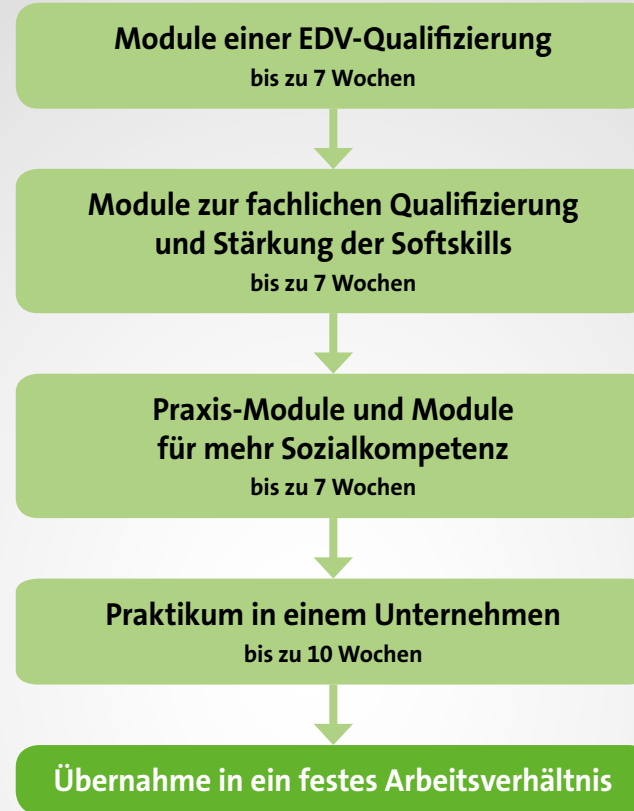 Module einer EDV-Qualifizierung
bis zu 7 Wochen
Module zur fachlichen Qualifizierung
und Stärkung der Softskills
bis zu 7 Wochen
Praxis-Module und Module
für mehr Sozialkompetenz
bis zu 7 Wochen
Praktikum in einem Unternehmen
bis zu 10 Wochen
Übernahme in ein festes Arbeitsverhältnis